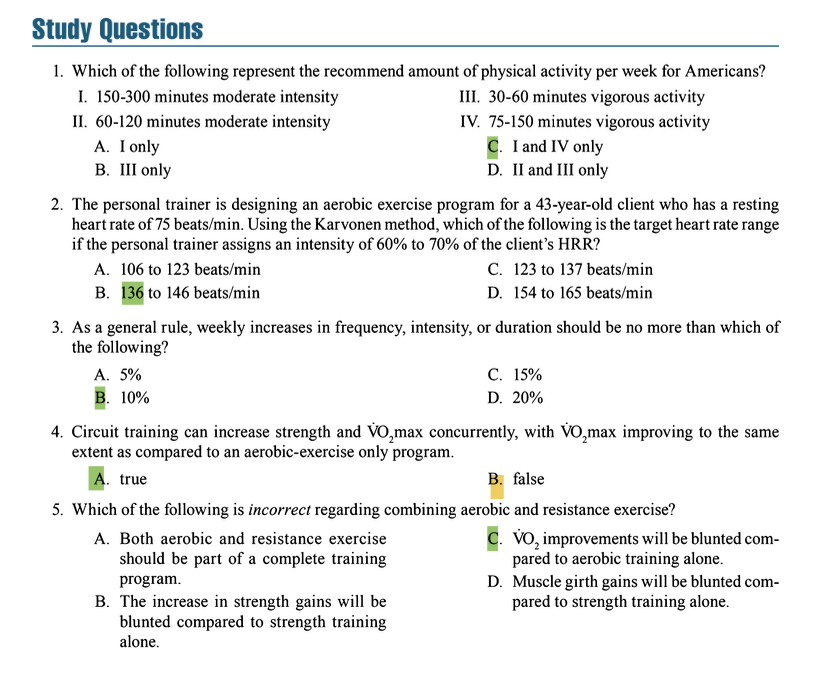 Study Questions
1. Which of the following represent the recommend amount of physical activity per week for Americans?
I. 150-300 minutes moderate intensity
III. 30-60 minutes vigorous activity
II. 60-120 minutes moderate intensity
IV. 75-150 minutes vigorous activity
A. I only
C. I and IV only
B. III only
D. II and III only
2. The personal trainer is designing an aerobic exercise program for a 43-year-old client who has a resting
heart rate of 75 beats/min. Using the Karvonen method, which of the following is the target heart rate range
if the personal trainer assigns an intensity of 60% to 70% of the client’s HRR?
A. 106 to 123 beats/min
C. 123 to 137 beats/min
B. 136 to 146 beats/min
D. 154 to 165 beats/min
3. As a general rule, weekly increases in frequency, intensity, or duration should be no more than which of
the following?
A. 5%
C. 15%
B. 10%
D. 20%
4. Circuit training can increase strength and V̇O₂max concurrently, with V̇O₂max improving to the same
extent as compared to an aerobic-exercise only program.
A. true
B. false
5. Which of the following is incorrect regarding combining aerobic and resistance exercise?
A. Both aerobic and resistance exercise
should be part of a complete training
program.
B. The increase in strength gains will be
blunted compared to strength training
alone.
C. V̇O₂ improvements will be blunted com-
pared to aerobic training alone.
D. Muscle girth gains will be blunted com-
pared to strength training alone.